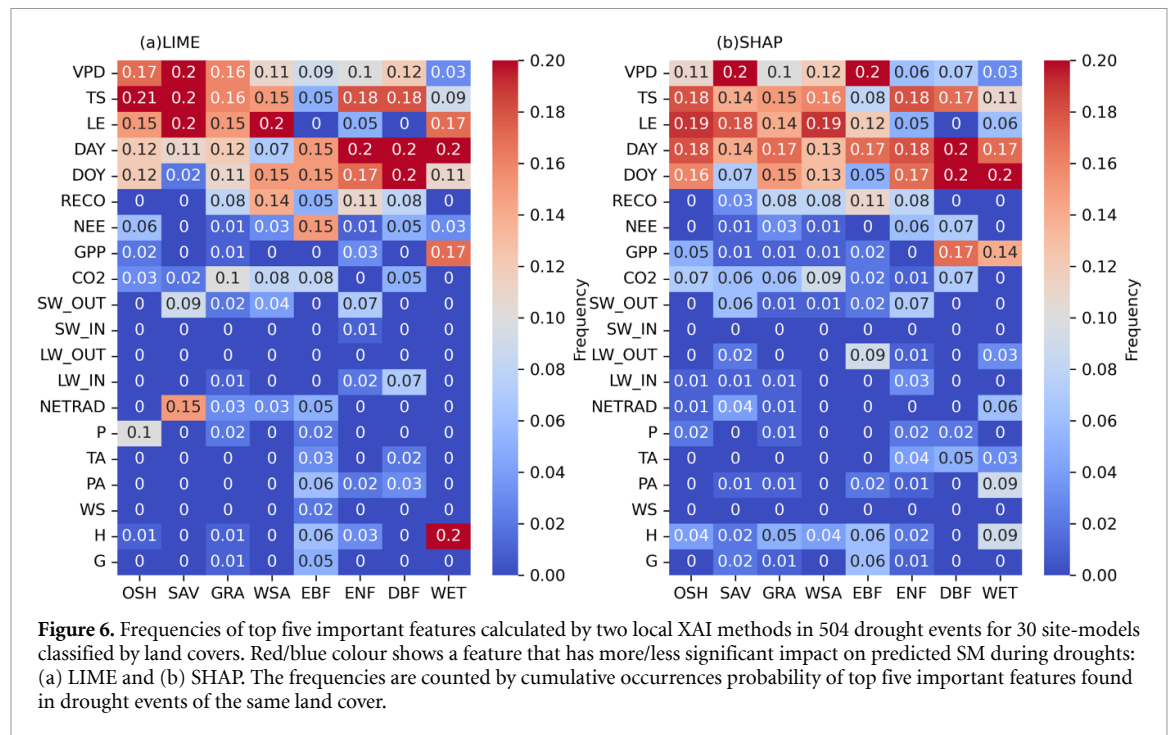 (a)LIME
(b)SHAP
VPD 0.17 0.2 0.16 0.11 0.09 0.1 0.12 0.03
TS 0.21 0.2 0.16 0.15 0.05 0.18 0.18 0.09
LE 0.15 0.2 0.15 0.2 0 0.05 0 0.17
DAY 0.12 0.11 0.12 0.07 0.15 0.2 0.2 0.2
DOY 0.12 0.02 0.11 0.15 0.15 0.17 0.2 0.11
RECO 0 0 0.08 0.14 0.05 0.11 0.08 0
NEE 0.06 0 0.01 0.03 0.15 0.01 0.05 0.03
GPP 0.02 0 0.01 0 0 0.03 0 0.17
CO2 0.03 0.02 0.1 0.08 0.08 0 0.05 0
SW_OUT 0 0.09 0.02 0.04 0 0.07 0 0
SW_IN 0 0 0 0 0 0.01 0 0
LW_OUT 0 0 0 0 0 0 0 0
LW_IN 0 0 0.01 0 0 0.02 0.07 0
NETRAD 0 0.15 0.03 0.03 0.05 0 0 0
P 0.1 0 0.02 0 0.02 0 0 0
TA 0 0 0 0 0.03 0 0.02 0
PA 0 0 0 0 0.06 0.02 0.03 0
WS 0 0 0 0 0.02 0 0 0
H 0.01 0 0.01 0 0.06 0.03 0 0.2
G 0 0 0.01 0 0.05 0 0 0
OSH SAV GRA WSA EBF ENF DBF WET
0.20
0.18
0.16
0.14
0.12
0.10
0.08
0.06
0.04
0.02
0.00
Frequency
VPD 0.11 0.2 0.1 0.12 0.2 0.06 0.07 0.03
TS 0.18 0.14 0.15 0.16 0.08 0.18 0.17 0.11
LE 0.19 0.18 0.14 0.19 0.12 0.05 0 0.06
DAY 0.18 0.14 0.17 0.13 0.17 0.18 0.2 0.17
DOY 0.16 0.07 0.15 0.13 0.05 0.17 0.2 0.2
RECO 0 0.03 0.08 0.08 0.11 0.08 0 0
NEE 0 0.01 0.03 0.01 0 0.06 0.07 0
GPP 0.05 0.01 0.01 0.01 0.02 0 0.17 0.14
CO2 0.07 0.06 0.06 0.09 0.02 0.01 0.07 0
SW_OUT 0 0.06 0.01 0.01 0.02 0.07 0 0
SW_IN 0 0 0 0 0 0 0 0
LW_OUT 0 0.02 0 0 0.09 0.01 0 0.03
LW_IN 0.01 0.01 0.01 0 0 0.03 0 0
NETRAD 0.01 0.04 0.01 0 0 0 0 0.06
P 0.02 0 0.01 0 0 0.02 0.02 0
TA 0 0 0 0 0 0.04 0.05 0.03
PA 0 0.01 0.01 0 0.02 0.01 0 0.09
WS 0 0 0 0 0 0 0 0
H 0.04 0.02 0.05 0.04 0.06 0.02 0 0.09
G 0 0.02 0.01 0 0.06 0.01 0 0
OSH SAV GRA WSA EBF ENF DBF WET
0.20
0.18
0.16
0.14
0.12
0.10
0.08
0.06
0.04
0.02
0.00
Frequency
Figure 6. Frequencies of top five important features calculated by two local XAI methods in 504 drought events for 30 site-models
classified by land covers. Red/blue colour shows a feature that has more/less significant impact on predicted SM during droughts:
(a) LIME and (b) SHAP. The frequencies are counted by cumulative occurrences probability of top five important features found
in drought events of the same land cover.